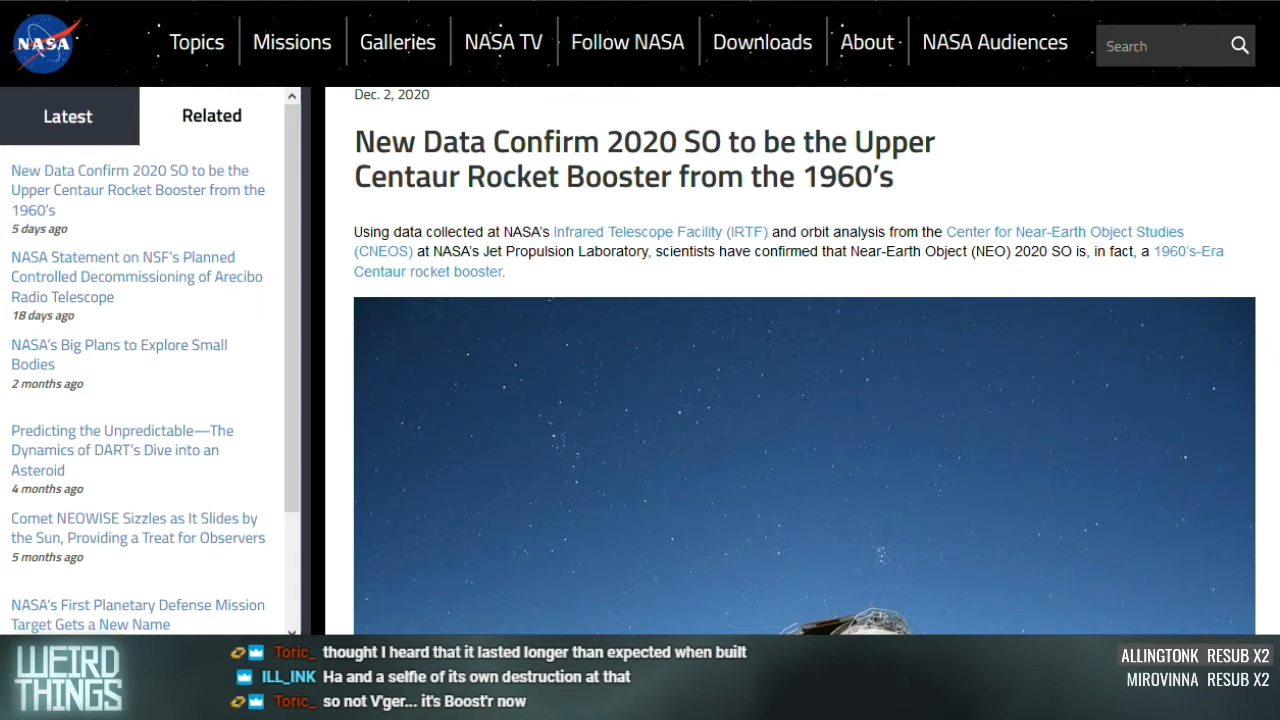 NASA
Topics
Missions
Galleries
NASA TV
Follow NASA
Downloads
About
NASA Audiences
Search
Latest
Related
New Data Confirm 2020 SO to be the
Upper Centaur Rocket Booster from the
1960's
5 days ago
NASA Statement on NSF's Planned
Controlled Decommissioning of Arecibo
Radio Telescope
18 days ago
NASA's Big Plans to Explore Small
Bodies
2 months ago
Predicting the Unpredictable—The
Dynamics of DART's Dive into an
Asteroid
4 months ago
Comet NEOWISE Sizzles as It Slides by
the Sun, Providing a Treat for Observers
5 months ago
NASA's First Planetary Defense Mission
Target Gets a New Name
Dec. 2, 2020
New Data Confirm 2020 SO to be the Upper
Centaur Rocket Booster from the 1960's
Using data collected at NASA's Infrared Telescope Facility (IRTF) and orbit analysis from the Center for Near-Earth Object Studies
(CNEOS) at NASA's Jet Propulsion Laboratory, scientists have confirmed that Near-Earth Object (NEO) 2020 SO is, in fact, a 1960's-Era
Centaur rocket booster.
WEIRD
THINGS
Toric_ thought I heard that it lasted longer than expected when built
ILL_INK Ha and a selfie of its own destruction at that
Toric_ so not V'ger... it's Boost'r now
ALLINGTONK RESUB X2
MIROVINNA RESUB X2